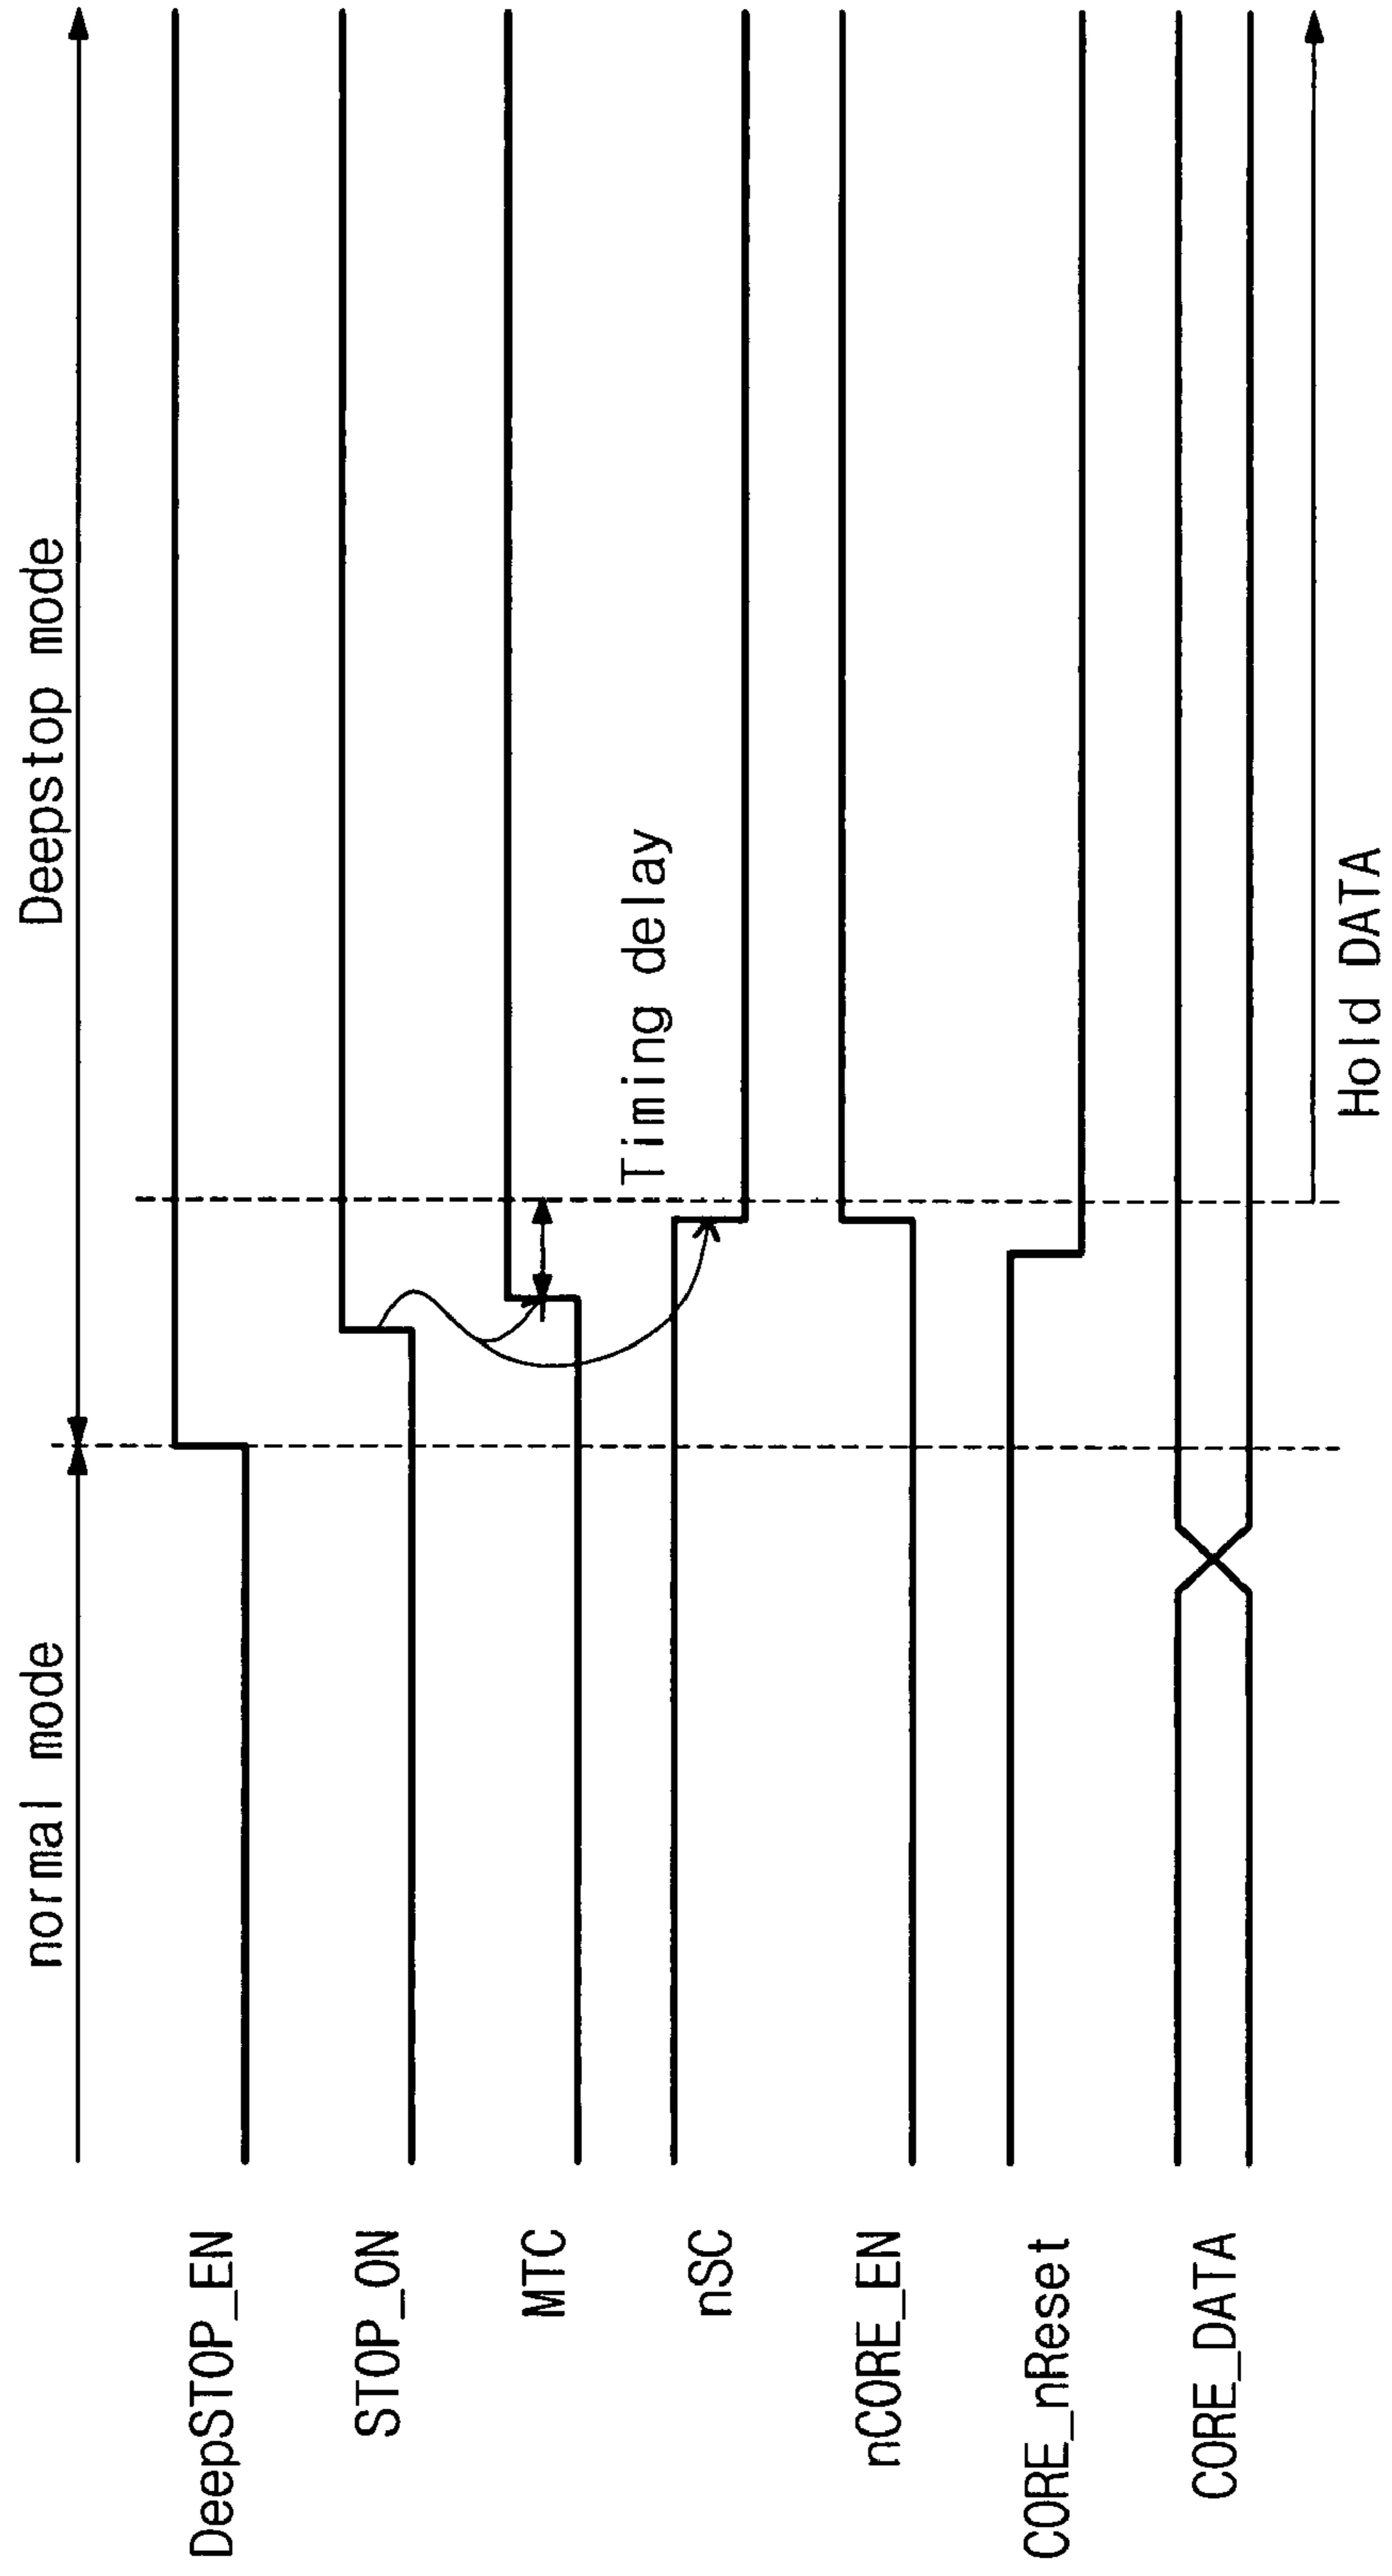 normal mode
Deepstop mode
DeepSTOP_EN
STOP_ON
MTC
Timing delay
nSC
nCORE_EN
CORE_nReset
CORE_DATA
Hold DATA